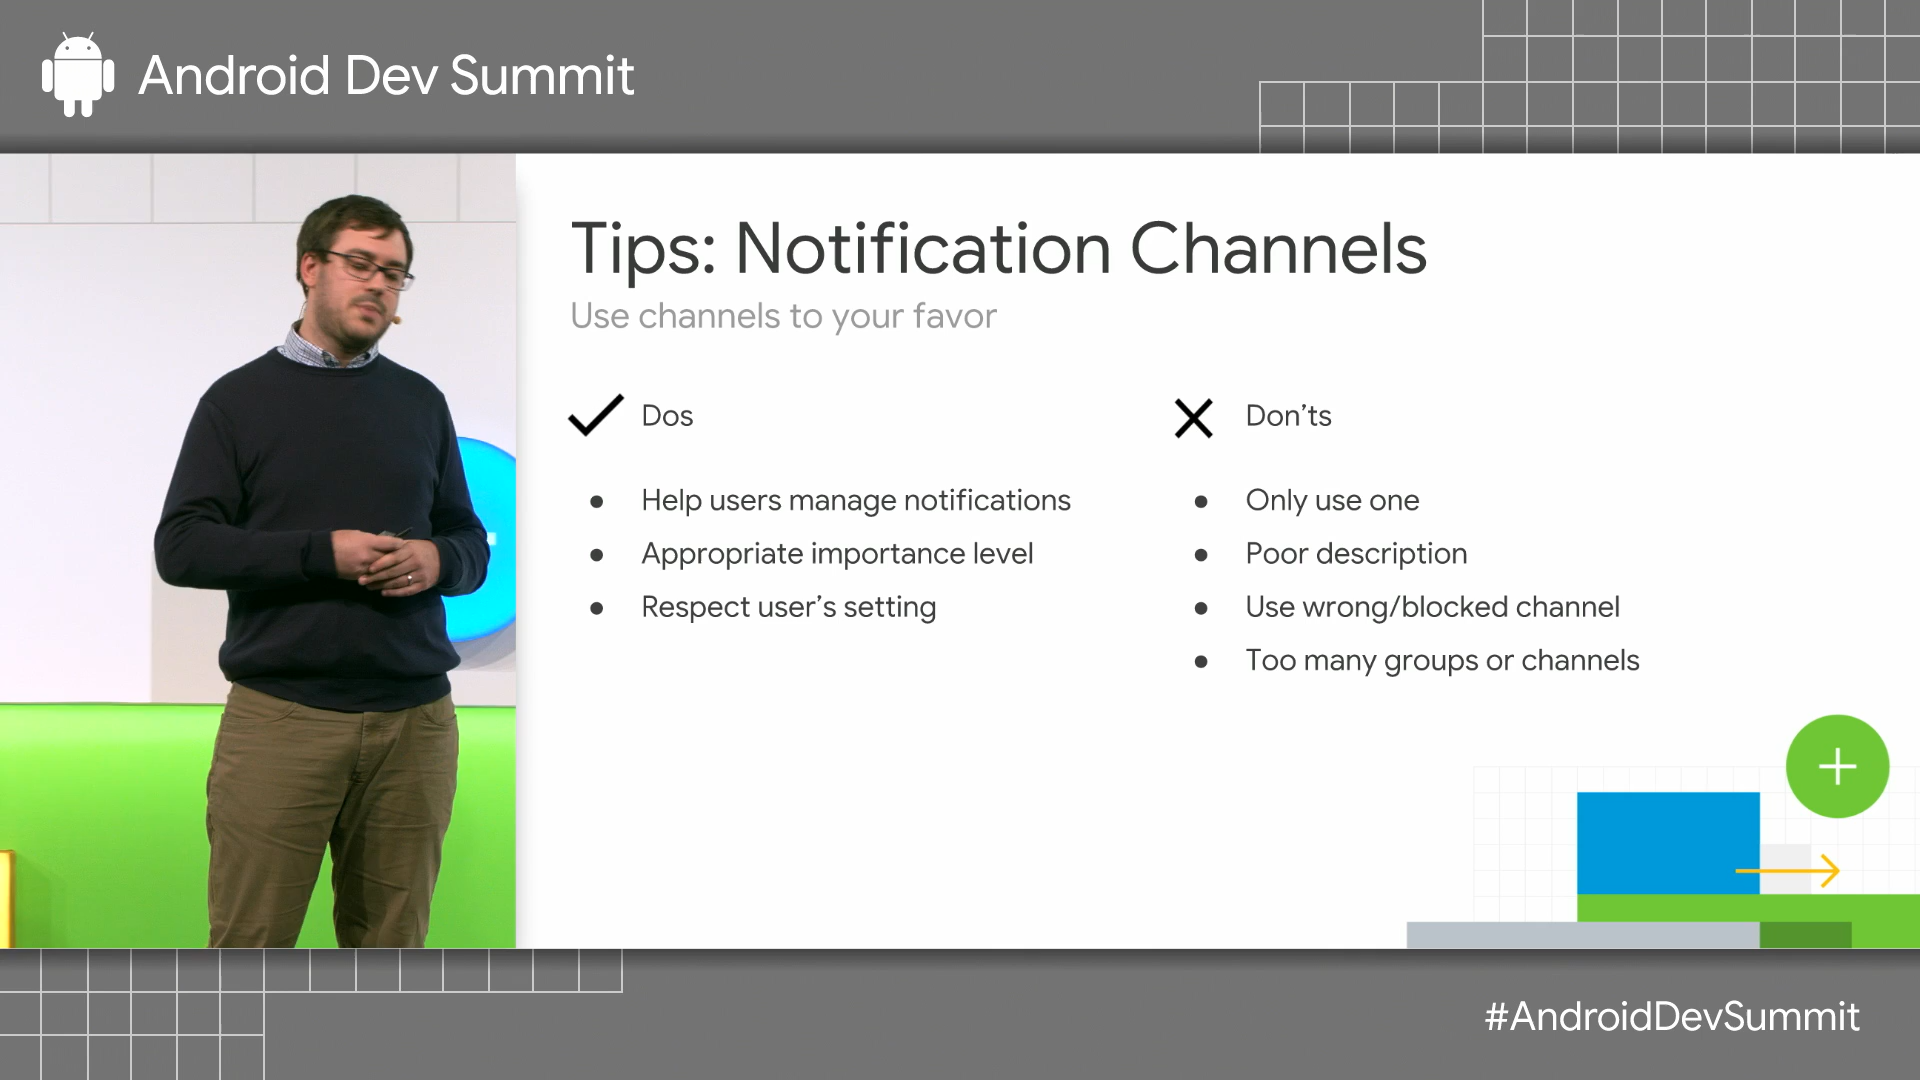 Android Dev Summit
Tips: Notification Channels
Use channels to your favor
Dos
Help users manage notifications
Appropriate importance level
Respect user’s setting
Don’ts
Only use one
Poor description
Use wrong/blocked channel
Too many groups or channels
#AndroidDevSummit